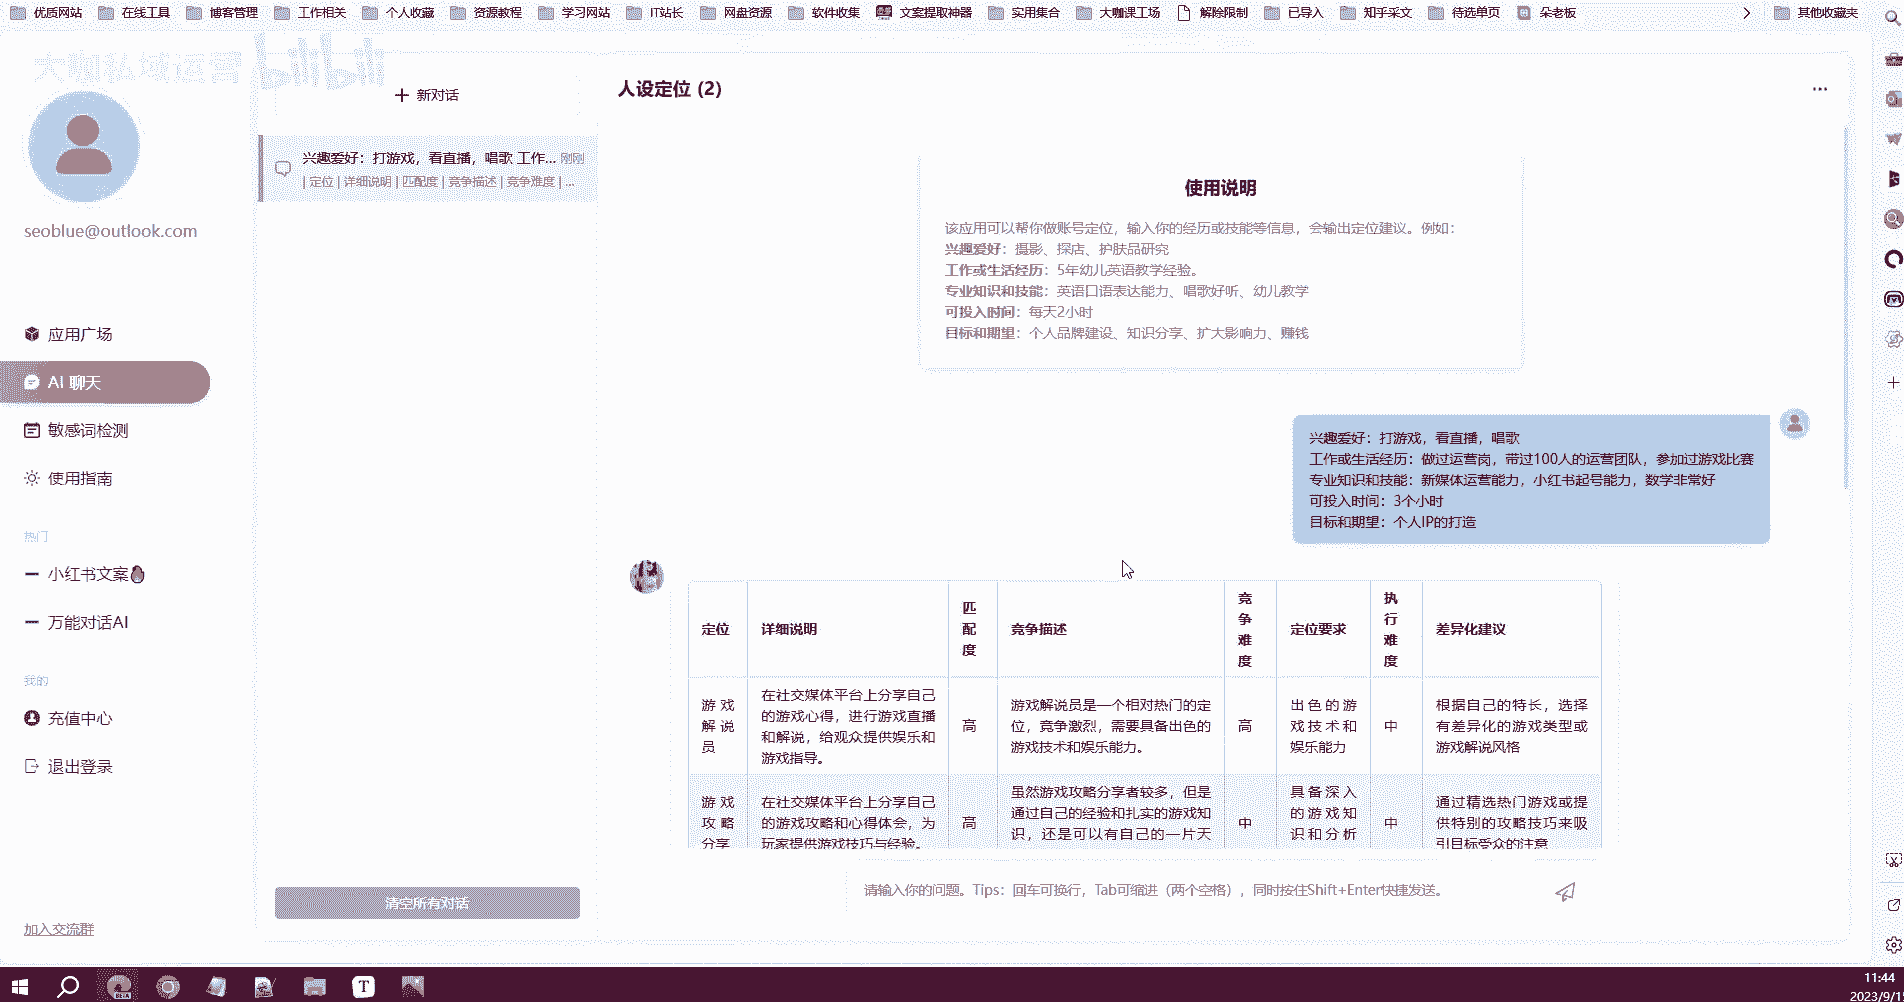 优质网站 在线工具 博客管理 工作相关 个人收藏 资源教程 学习网站 IT站长 网盘资源 软件收集 文案提取神器 实用集合 大咖课工场 解除限制 已导入 知乎采文 待选单页 朵老板 其他收藏夹
大咖私域运营 bilibili
seoblue@outlook.com
应用广场
AI 聊天
敏感词检测
使用指南
热门
小红书文案
万能对话AI
我的
充值中心
退出登录
加入交流群
+ 新对话
兴趣爱好：打游戏，看直播，唱歌 工作... 刚刚
| 定位 | 详细说明 | 匹配度 | 竞争描述 | 竞争难度 | ...
清空所有对话
人设定位 (2)
...
使用说明
该应用可以帮你做账号定位，输入你的经历或技能等信息，会输出定位建议。例如：
兴趣爱好：摄影、探店、护肤品研究
工作或生活经历：5年幼儿英语教学经验。
专业知识和技能：英语口语表达能力、唱歌好听、幼儿教学
可投入时间：每天2小时
目标和期望：个人品牌建设、知识分享、扩大影响力、赚钱
兴趣爱好：打游戏，看直播，唱歌
工作或生活经历：做过运营岗，带过100人的运营团队，参加过游戏比赛
专业知识和技能：新媒体运营能力，小红书起号能力，数学非常好
可投入时间：3个小时
目标和期望：个人IP的打造
定位 详细说明 匹配度 竞争描述 竞争难度 定位要求 执行难度 差异化建议
游戏解说员
在社交媒体平台上分享自己
的游戏心得，进行游戏直播
和解说，给观众提供娱乐和
游戏指导。
高
游戏解说员是一个相对热门的定
位，竞争激烈，需要具备出色的
游戏技术和娱乐能力。
高
出色的游
戏技术和
娱乐能力
中
根据自己的特长，选择
有差异化的游戏类型或
游戏解说风格
游戏
攻略
分享
在社交媒体平台上分享自己
的游戏攻略和心得体会，为
玩家提供游戏技巧与经验。
高
虽然游戏攻略分享者较多，但是
通过自己的经验和扎实的游戏知
识，还是可以有自己的一片天
中
具备深入
的游戏知
识和分析
中
通过精选热门游戏或提
供特别的攻略技巧来吸
引目标受众的注意
请输入你的问题。Tips：回车可换行，Tab可缩进（两个空格），同时按住Shift+Enter快捷发送。
BETA
T
11:44
2023/9/1